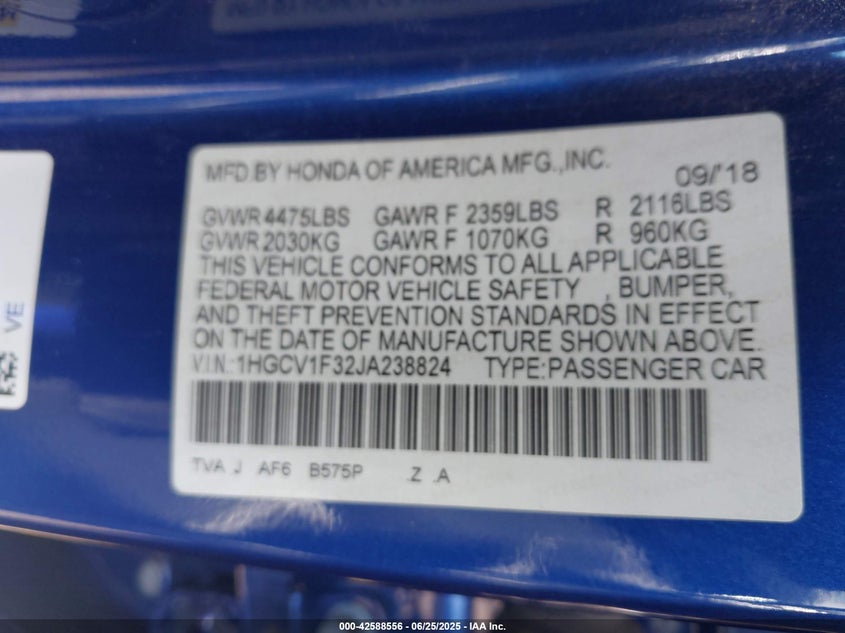 MFD.BY HONDA OF AMERICA MFG.,INC. 09/'18
GVWR 4475LBS GAWR F 2359LBS R 2116LBS
GVWR 2030KG GAWR F 1070KG R 960KG
THIS VEHICLE CONFORMS TO ALL APPLICABLE
FEDERAL MOTOR VEHICLE SAFETY , BUMPER,
AND THEFT PREVENTION STANDARDS IN EFFECT
ON THE DATE OF MANUFACTURE SHOWN ABOVE.
V.I.N.:1HGCV1F32JA238824 TYPE:PASSENGER CAR
TVA J AF6 B575P .Z .A
VE
000-42588556 - 06/25/2025 - IAA Inc.